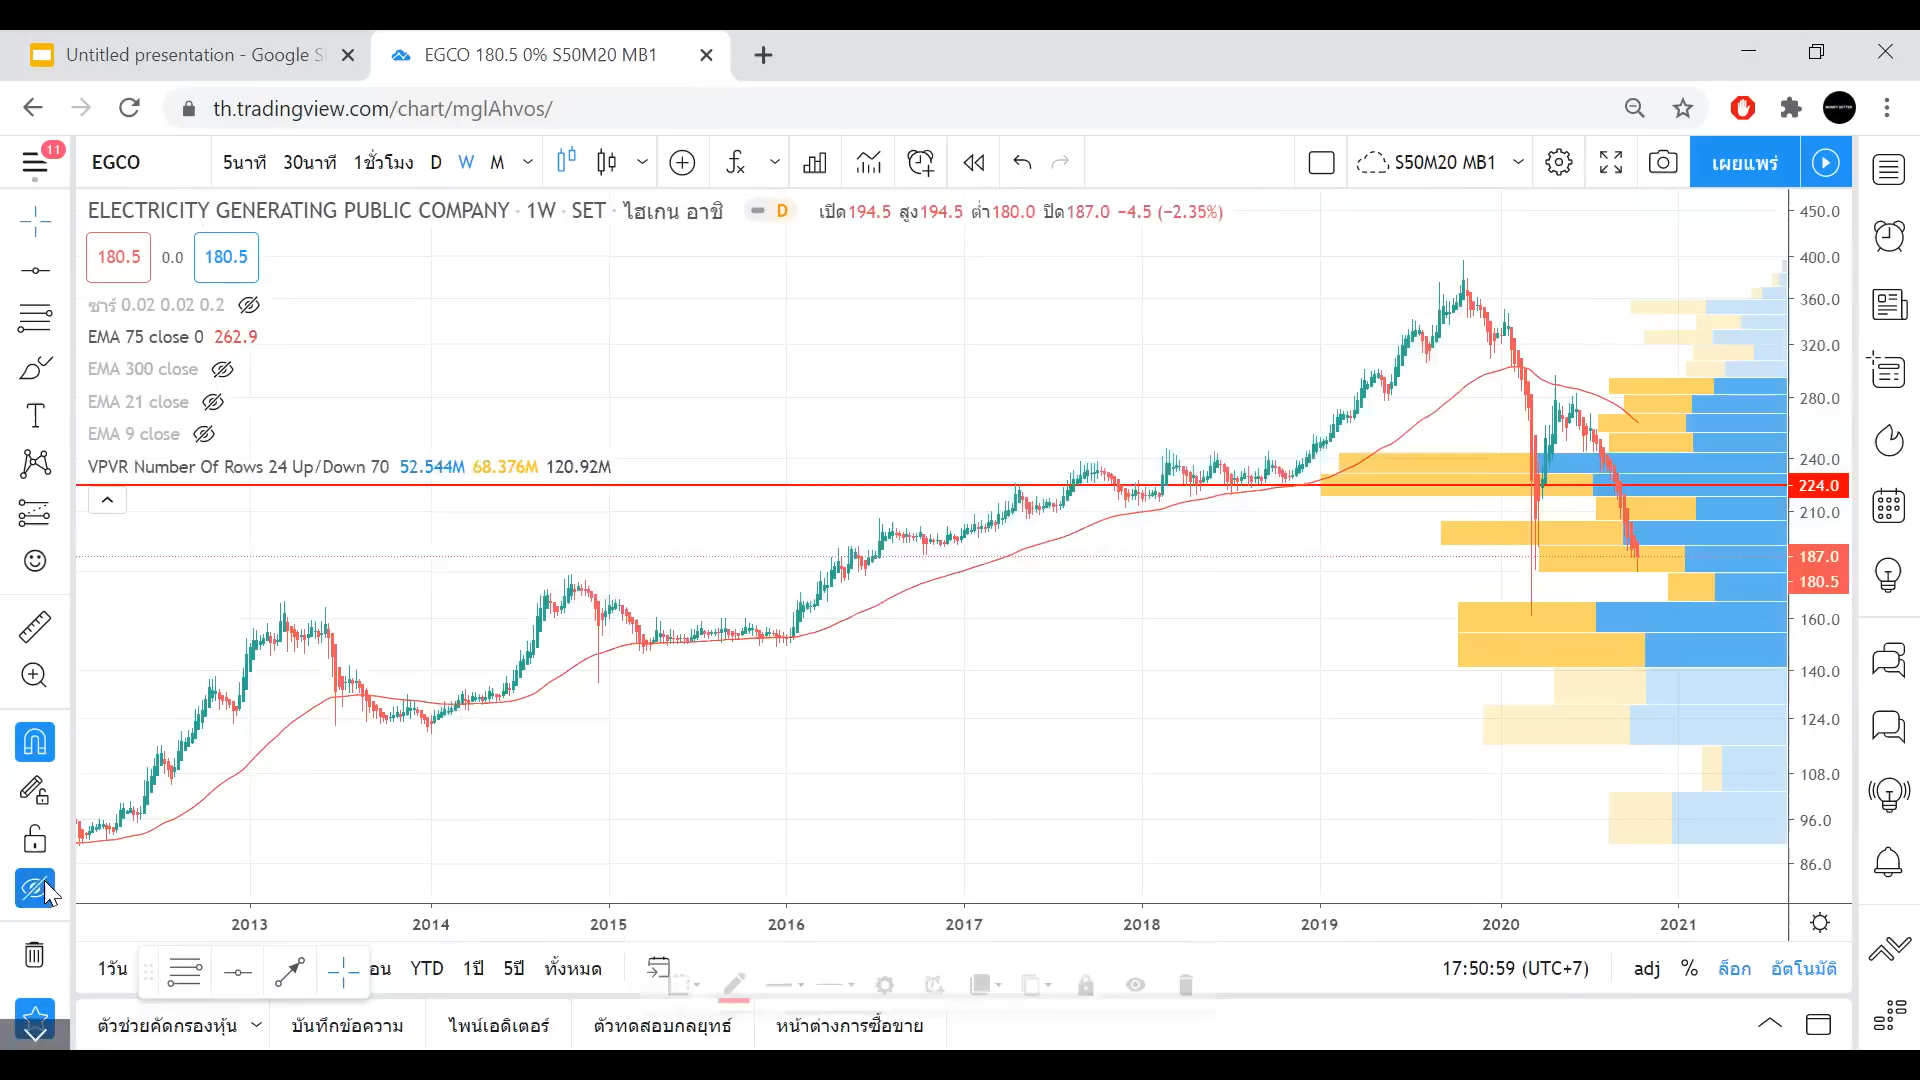 Untitled presentation - Google S
EGCO 180.5 0% S50M20 MB1
th.tradingview.com/chart/mglAhvos/
11
EGCO
5นาที 30นาที 1ชั่วโมง D W M
S50M20 MB1
เผยแพร่
ELECTRICITY GENERATING PUBLIC COMPANY · 1W · SET · ไฮเกน อาชิ
D
เปิด194.5 สูง194.5 ต่ำ180.0 ปิด187.0 −4.5 (−2.35%)
180.5 0.0 180.5
ซาร์ 0.02 0.02 0.2
EMA 75 close 0 262.9
EMA 300 close
EMA 21 close
EMA 9 close
VPVR Number Of Rows 24 Up/Down 70 52.544M 68.376M 120.92M
450.0
400.0
360.0
320.0
280.0
240.0
224.0
210.0
187.0
180.5
160.0
140.0
124.0
108.0
96.0
86.0
2013 2014 2015 2016 2017 2018 2019 2020 2021
1วัน อน YTD 1ปี 5ปี ทั้งหมด
17:50:59 (UTC+7) adj % ล็อก อัตโนมัติ
ตัวช่วยคัดกรองหุ้น บันทึกข้อความ ไพน์เอดิเตอร์ ตัวทดสอบกลยุทธ์ หน้าต่างการซื้อขาย